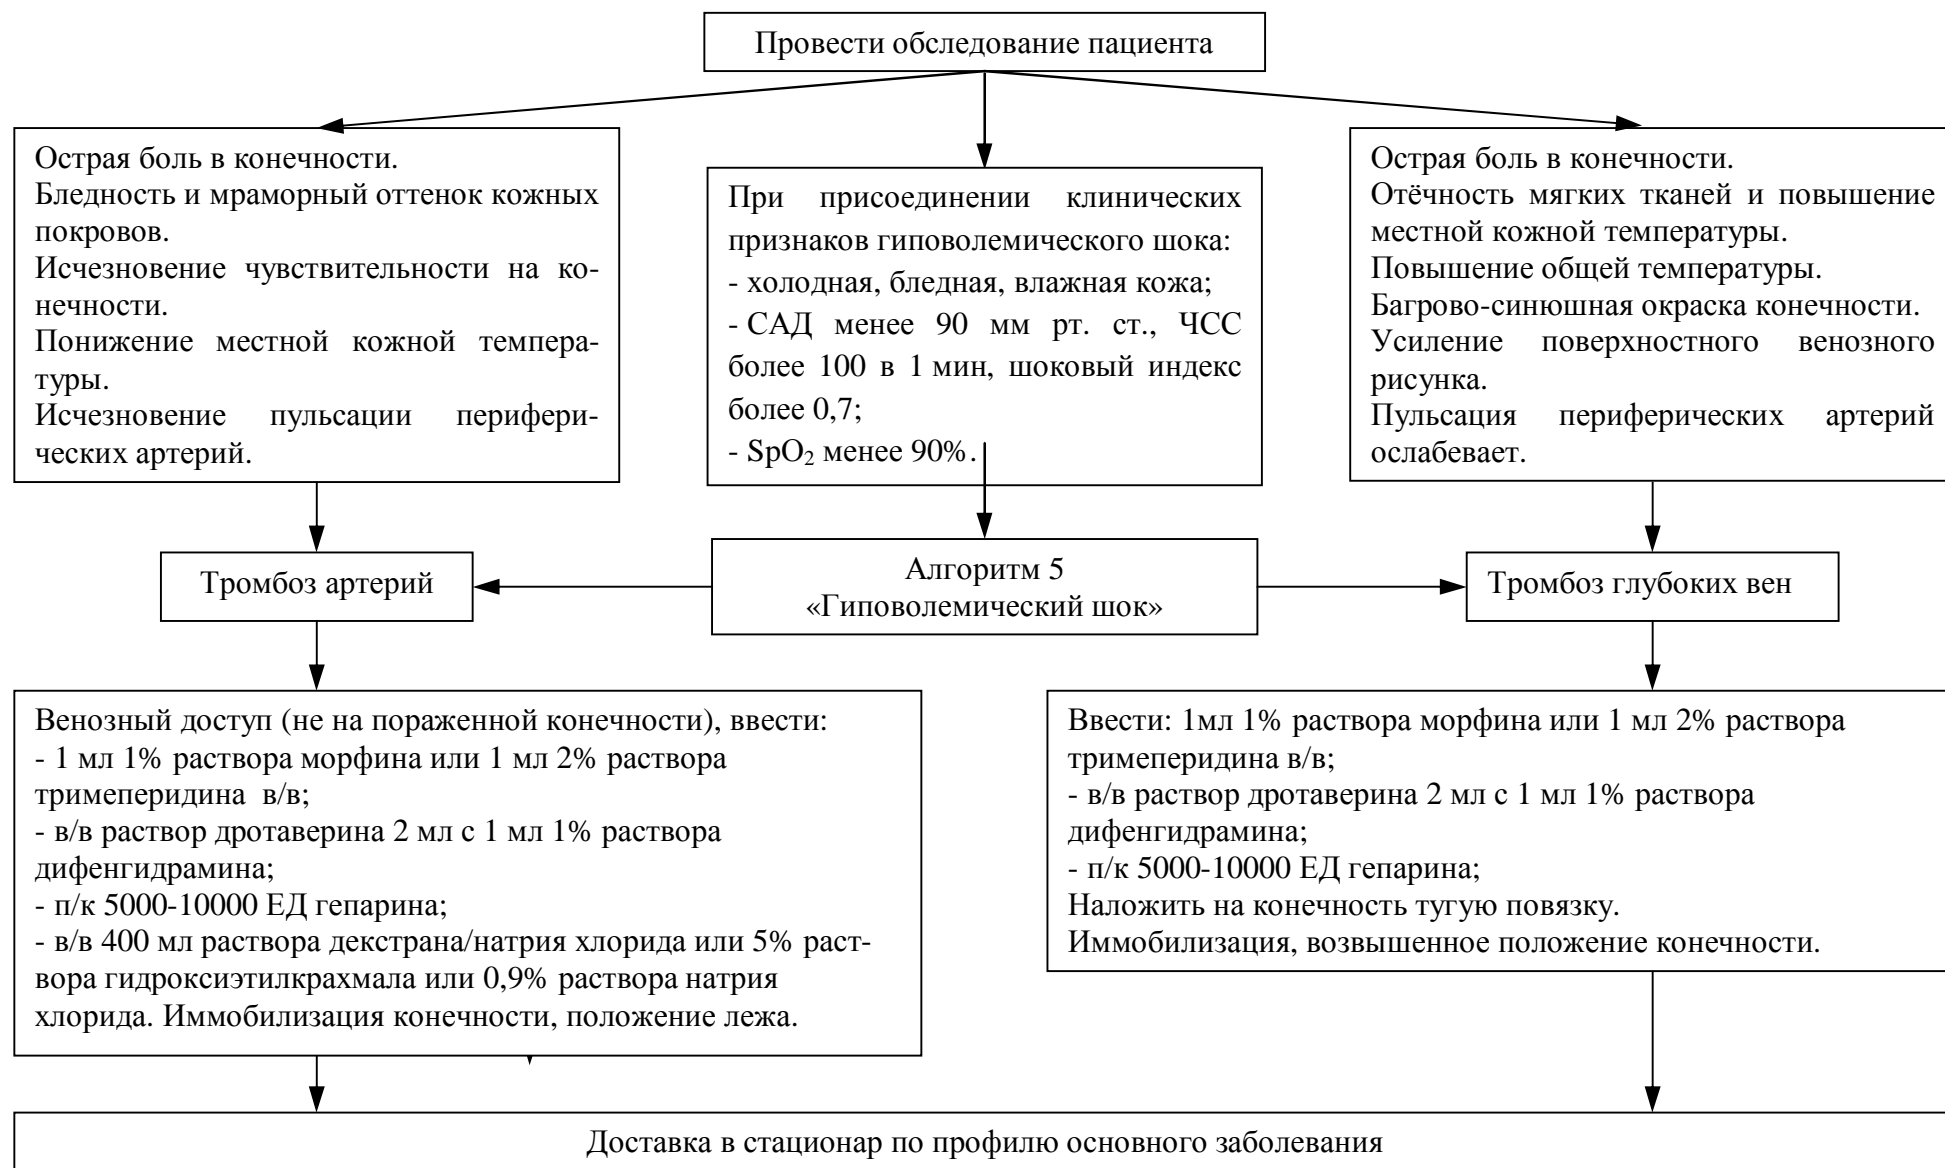 Провести обследование пациента
Острая боль в конечности.
Бледность и мраморный оттенок кожных
покровов.
Исчезновение чувствительности на ко-
нечности.
Понижение местной кожной темпера-
туры.
Исчезновение пульсации перифери-
ческих артерий.
При присоединении клинических
признаков гиповолемического шока:
- холодная, бледная, влажная кожа;
- САД менее 90 мм рт. ст., ЧСС
более 100 в 1 мин, шоковый индекс
более 0,7;
- SpO₂ менее 90%.
Острая боль в конечности.
Отёчность мягких тканей и повышение
местной кожной температуры.
Повышение общей температуры.
Багрово-синюшная окраска конечности.
Усиление поверхностного венозного
рисунка.
Пульсация периферических артерий
ослабевает.
Тромбоз артерий
Алгоритм 5
«Гиповолемический шок»
Тромбоз глубоких вен
Венозный доступ (не на пораженной конечности), ввести:
- 1 мл 1% раствора морфина или 1 мл 2% раствора
тримеперидина в/в;
- в/в раствор дротаверина 2 мл с 1 мл 1% раствора
дифенгидрамина;
- п/к 5000-10000 ЕД гепарина;
- в/в 400 мл раствора декстрана/натрия хлорида или 5% раст-
вора гидроксиэтилкрахмала или 0,9% раствора натрия
хлорида. Иммобилизация конечности, положение лежа.
Ввести: 1мл 1% раствора морфина или 1 мл 2% раствора
тримеперидина в/в;
- в/в раствор дротаверина 2 мл с 1 мл 1% раствора
дифенгидрамина;
- п/к 5000-10000 ЕД гепарина;
Наложить на конечность тугую повязку.
Иммобилизация, возвышенное положение конечности.
Доставка в стационар по профилю основного заболевания